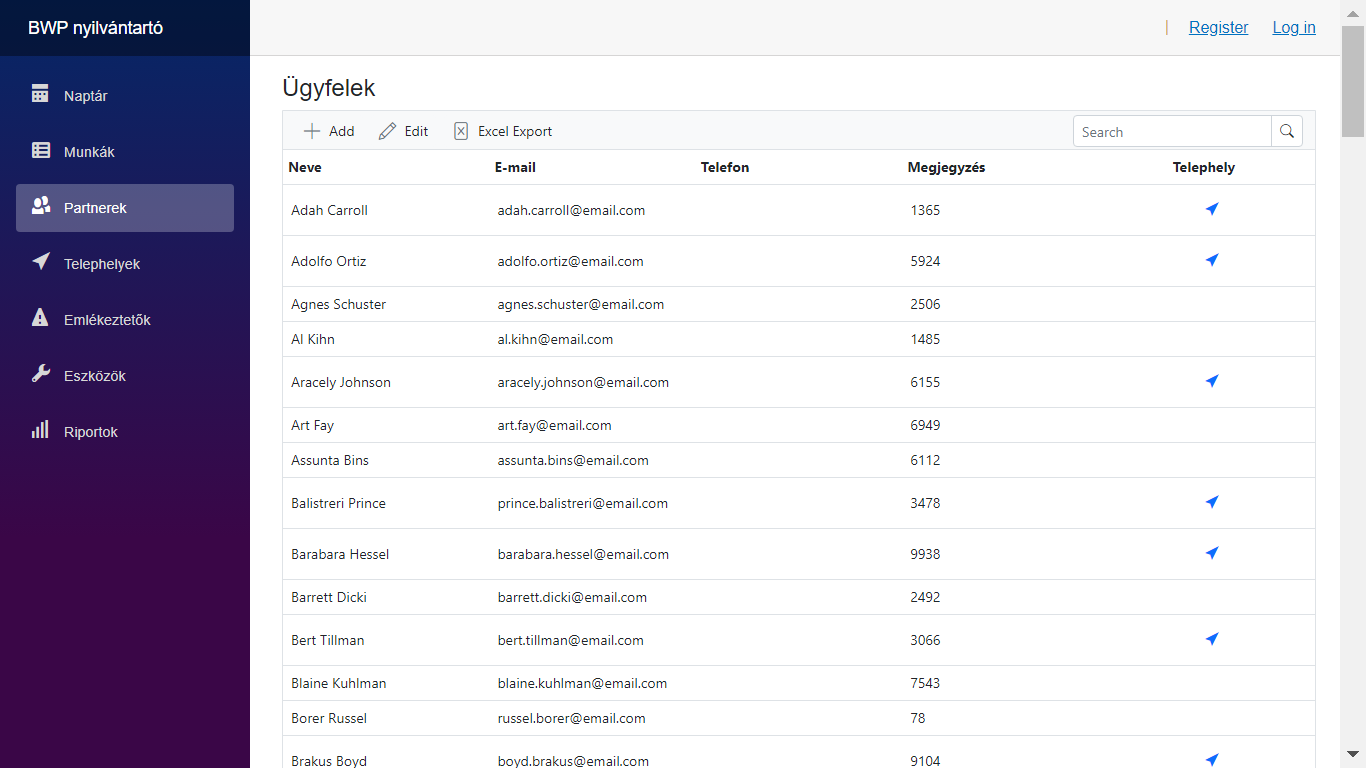 BWP nyilvántartó
Naptár
Munkák
Partnerek
Telephelyek
Emlékeztetők
Eszközök
Riportok
| Register Log in
Ügyfelek
Add Edit Excel Export Search
Neve E-mail Telefon Megjegyzés Telephely
Adah Carroll adah.carroll@email.com 1365
Adolfo Ortiz adolfo.ortiz@email.com 5924
Agnes Schuster agnes.schuster@email.com 2506
Al Kihn al.kihn@email.com 1485
Aracely Johnson aracely.johnson@email.com 6155
Art Fay art.fay@email.com 6949
Assunta Bins assunta.bins@email.com 6112
Balistreri Prince prince.balistreri@email.com 3478
Barabara Hessel barabara.hessel@email.com 9938
Barrett Dicki barrett.dicki@email.com 2492
Bert Tillman bert.tillman@email.com 3066
Blaine Kuhlman blaine.kuhlman@email.com 7543
Borer Russel russel.borer@email.com 78
Brakus Boyd boyd.brakus@email.com 9104